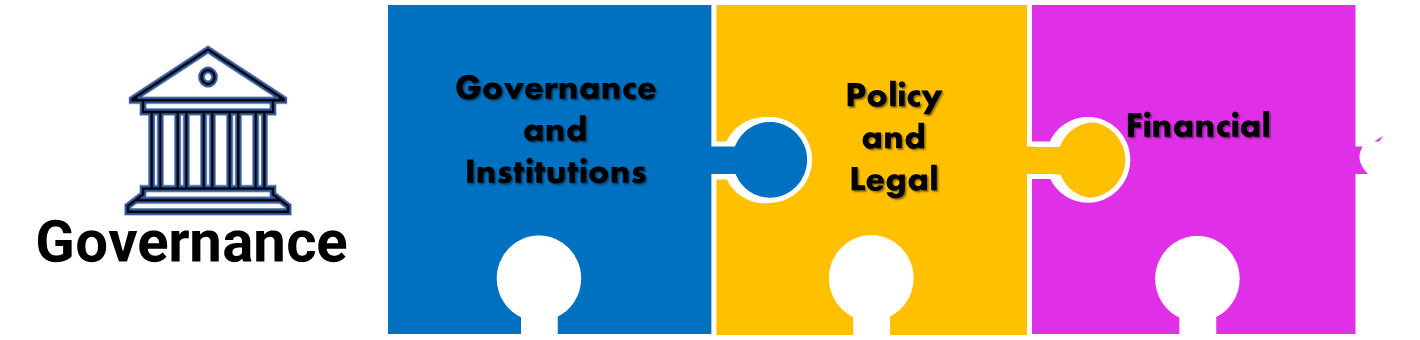 Governance
Governance
and
Institutions
Policy
and
Legal
Financial